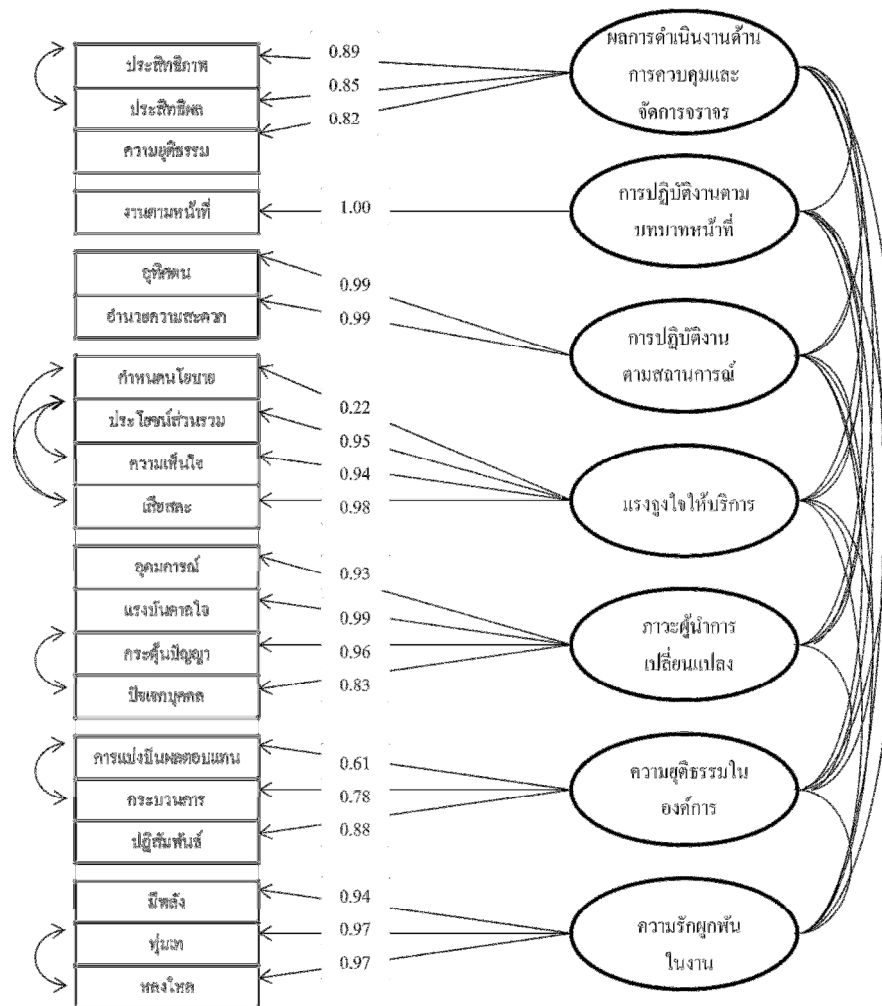 ประสิทธิภาพ
ประสิทธิผล
ความยุติธรรม
0.89
0.85
0.82
ผลการดำเนินงานด้าน
การควบคุมและ
จัดการจราจร
งานตามหน้าที่
1.00
การปฏิบัติงานตาม
บทบาทหน้าที่
อุทิศตน
อำนวยความสะดวก
0.99
0.99
การปฏิบัติงาน
ตามสถานการณ์
กำหนดนโยบาย
ประโยชน์ส่วนรวม
ความเห็นใจ
เสียสละ
0.22
0.95
0.94
0.98
แรงจูงใจให้บริการ
อุดมการณ์
แรงบันดาลใจ
กระตุ้นปัญญา
ปัจเจกบุคคล
0.93
0.99
0.96
0.83
ภาวะผู้นำการ
เปลี่ยนแปลง
การแบ่งปันผลตอบแทน
กระบวนการ
ปฏิสัมพันธ์
0.61
0.78
0.88
ความยุติธรรมใน
องค์การ
มีพลัง
ทุ่มเท
หลงใหล
0.94
0.97
0.97
ความรักผูกพัน
ในงาน